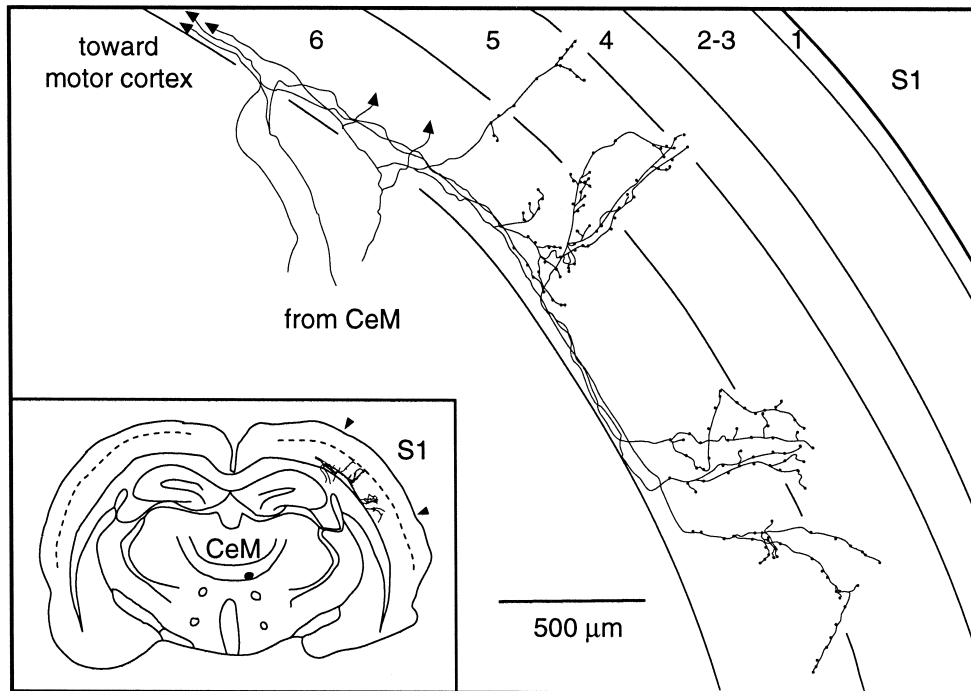 toward
motor cortex
6
5
4
2-3
1
S1
from CeM
S1
CeM
500 µm